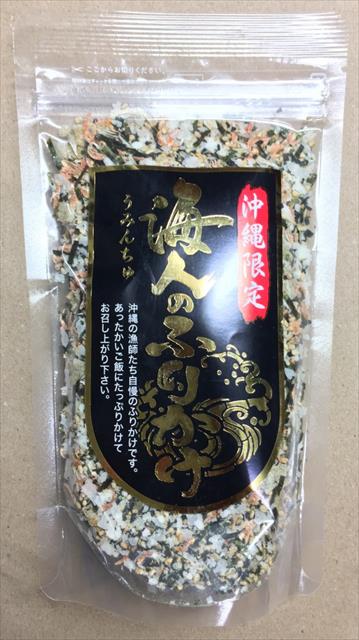 ここからお切りください。
沖縄限定
海人のふりかけ
うみんちゅ
沖縄の漁師たち自慢のふりかけです。
あったかいご飯にたっぷりかけて
お召し上がり下さい。